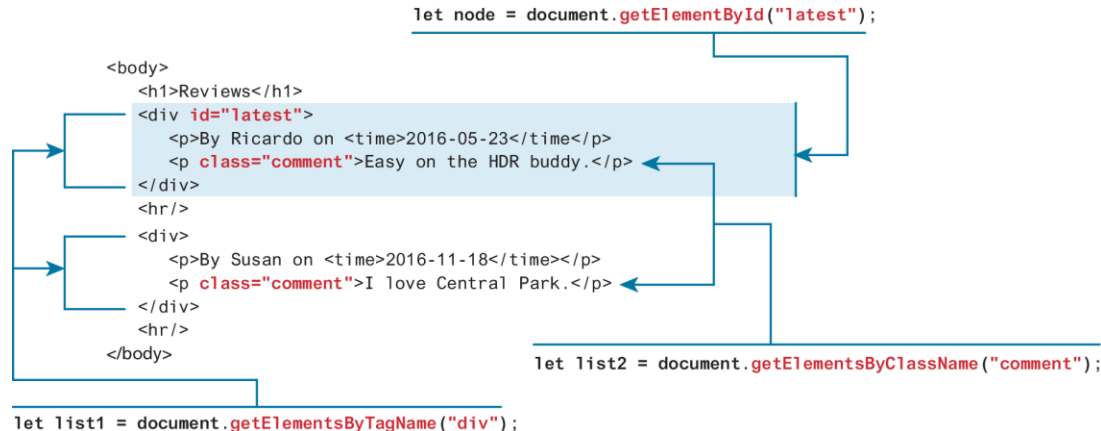 let node = document.getElementById("latest");
<body>
<h1>Reviews</h1>
<div id="latest">
<p>By Ricardo on <time>2016-05-23</time></p>
<p class="comment">Easy on the HDR buddy.</p>
</div>
<hr/>
<div>
<p>By Susan on <time>2016-11-18</time></p>
<p class="comment">I love Central Park.</p>
</div>
<hr/>
</body>
let list2 = document.getElementsByClassName("comment");
let list1 = document.getElementsByTagName("div");